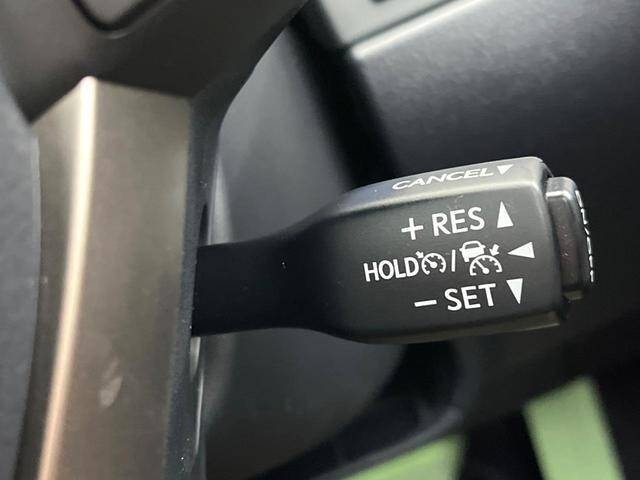 CANCEL▼
+ RES ▲
HOLD /
- SET ▼